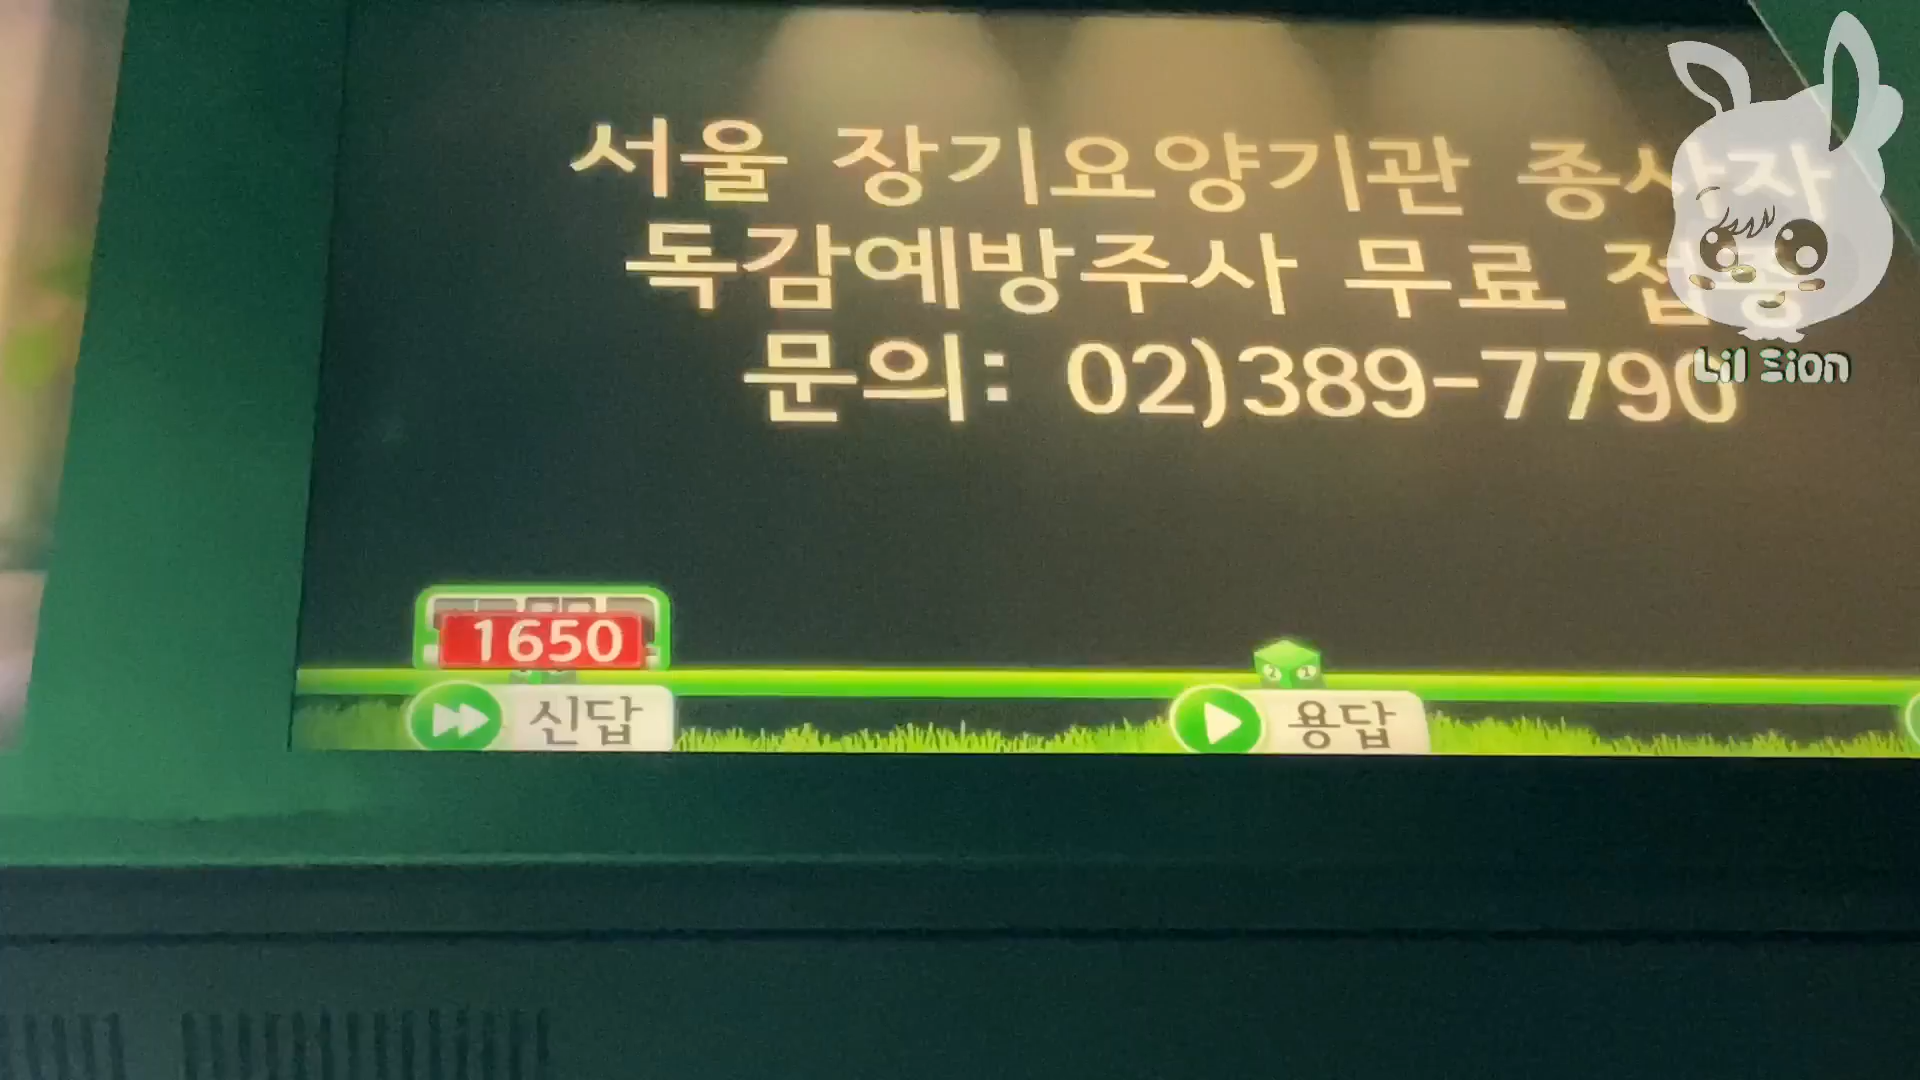 서울 장기요양기관 종사자
독감예방주사 무료 접종
문의: 02)389-7790
Lil Zion
1650
신답
용답